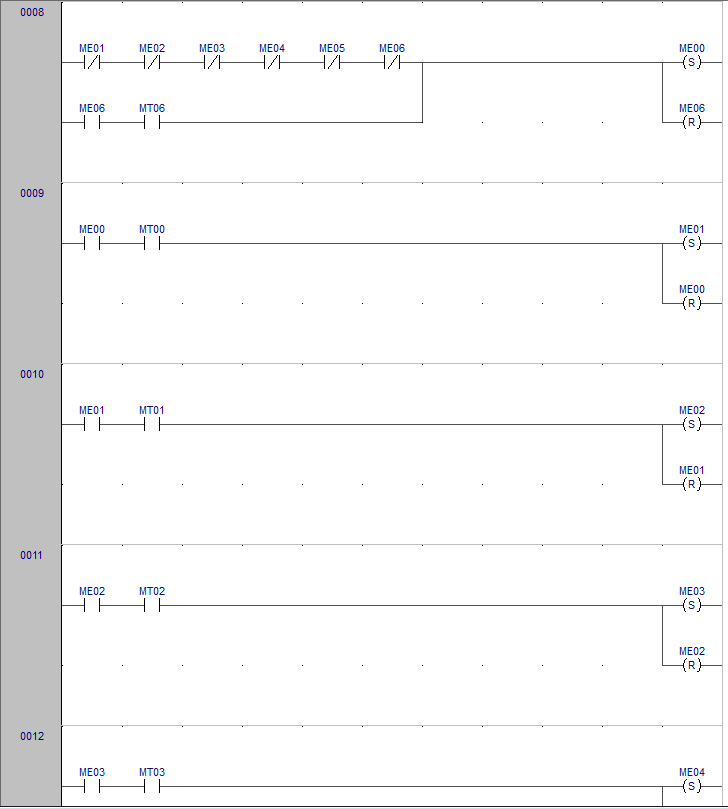 0008
ME01 ME02 ME03 ME04 ME05 ME06 ME00
S
ME06 MT06 ME06
R
0009
ME00 MT00 ME01
S
ME00
R
0010
ME01 MT01 ME02
S
ME01
R
0011
ME02 MT02 ME03
S
ME02
R
0012
ME03 MT03 ME04
S